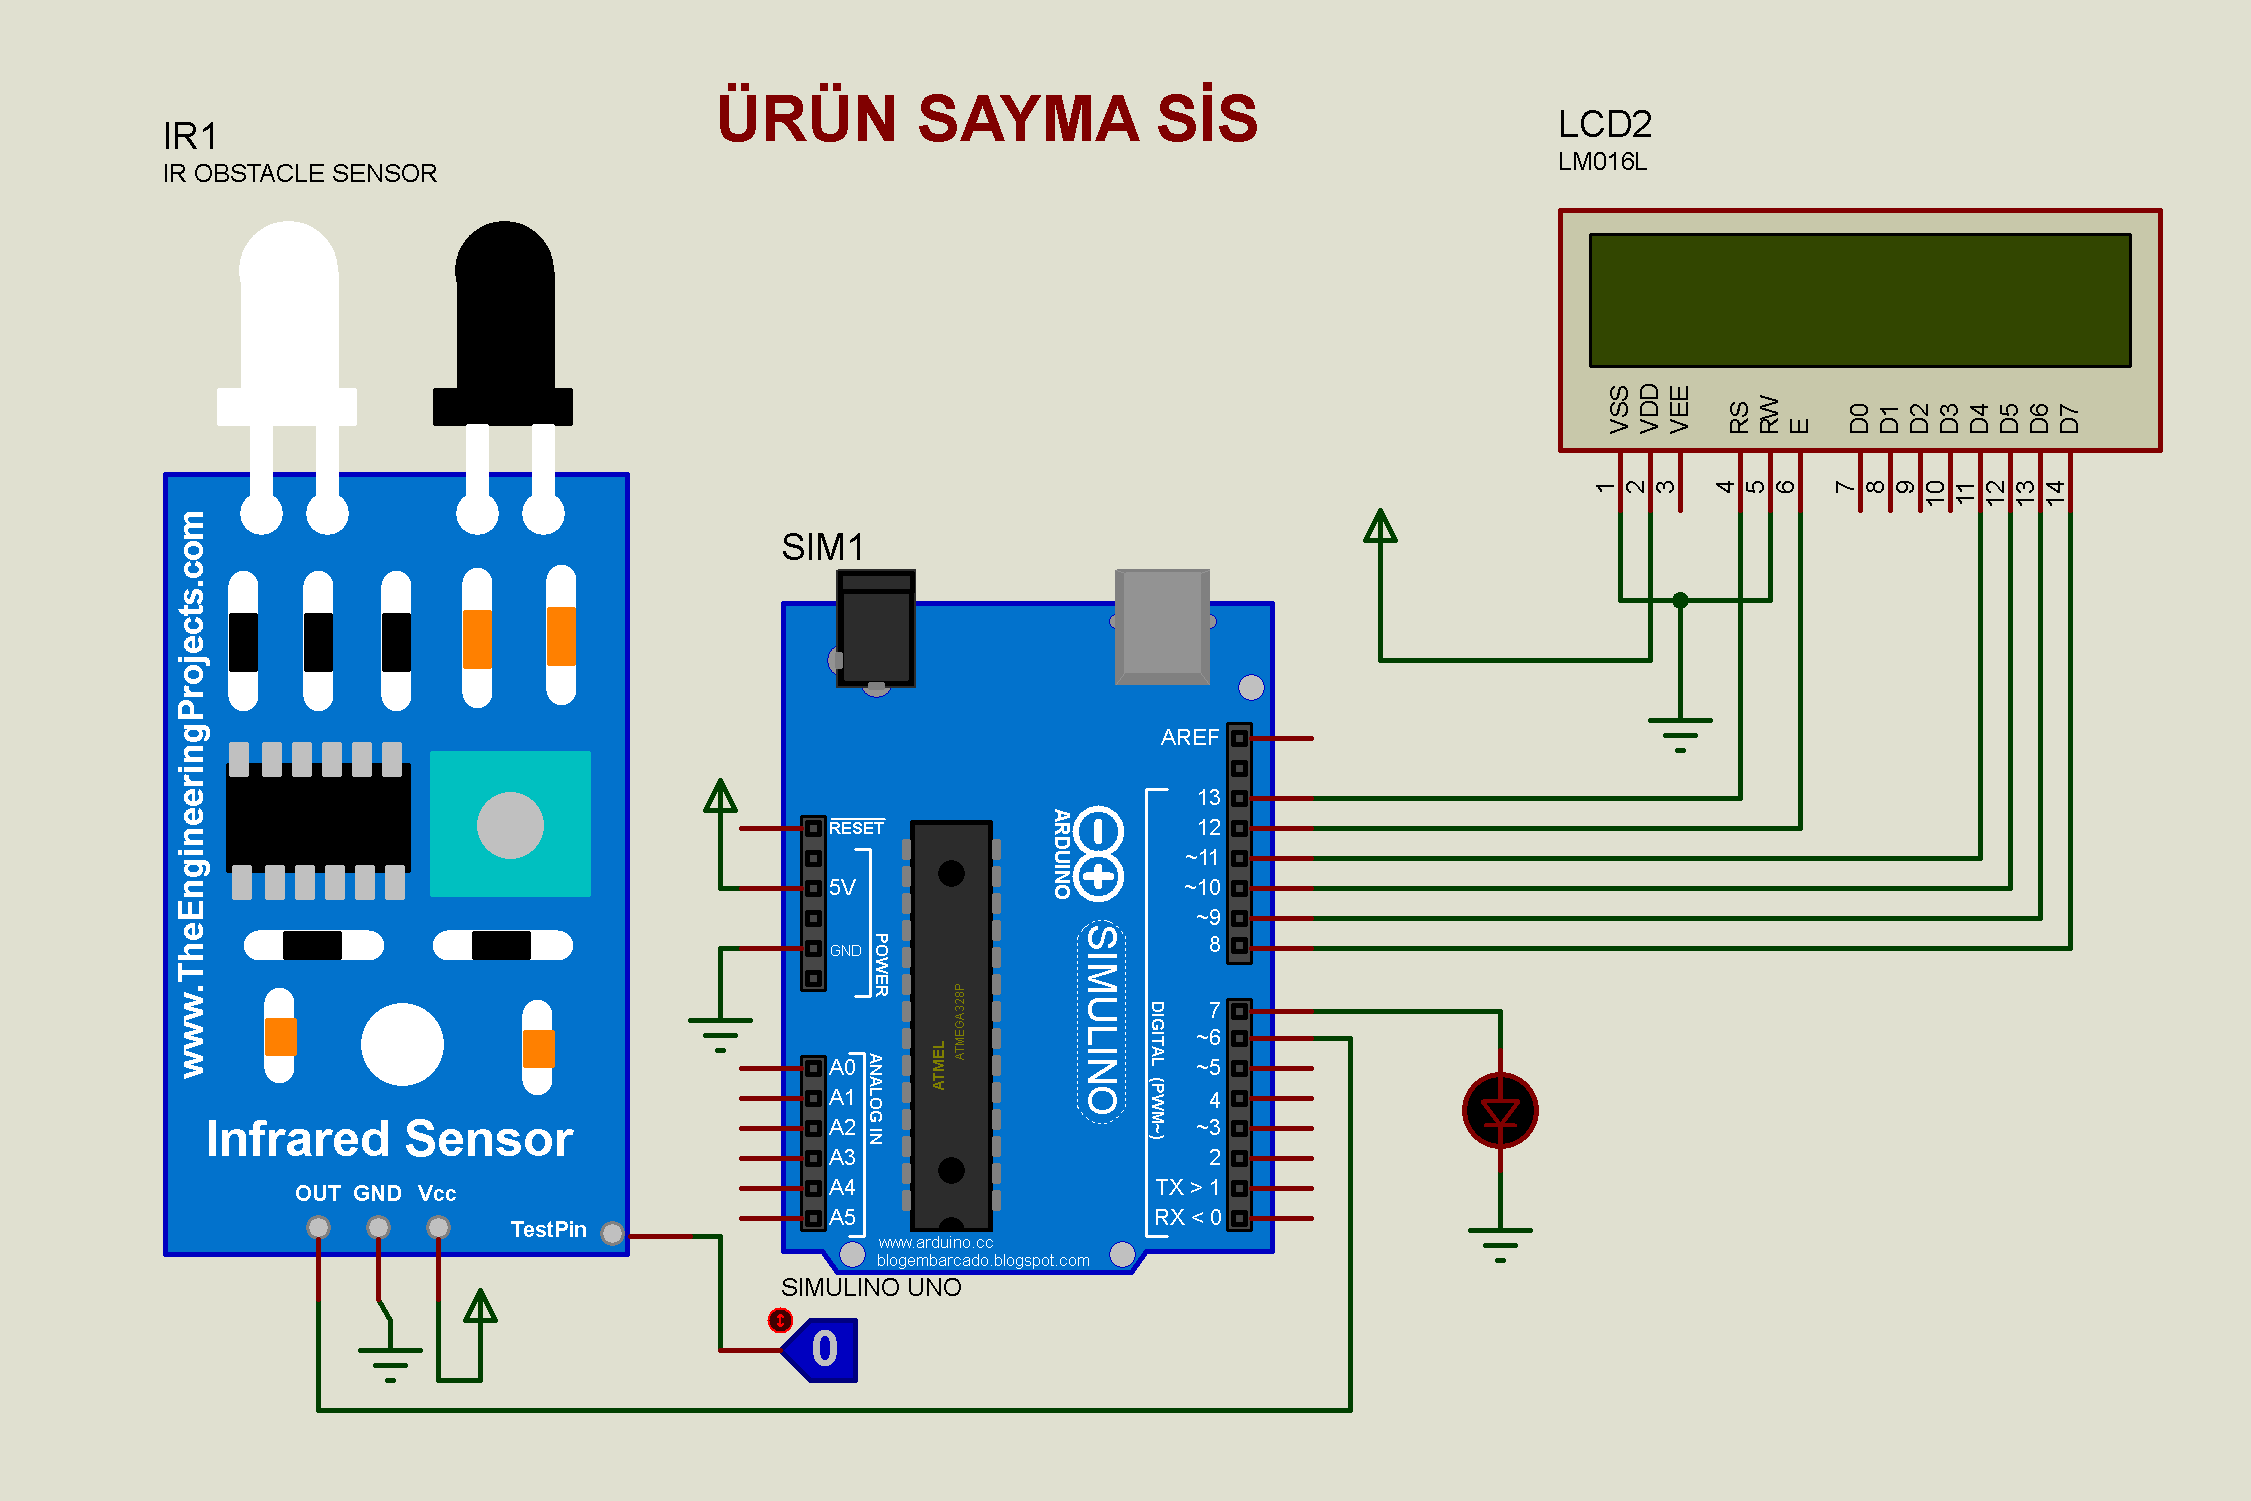 ÜRÜN SAYMA SİS
IR1
IR OBSTACLE SENSOR
www.TheEngineeringProjects.com
Infrared Sensor
OUT GND Vcc
TestPin
0
SIM1
RESET
5V
GND
POWER
A0
A1
A2
A3
A4
A5
ANALOG IN
ATMEL
ATMEGA328P
ARDUINO
SIMULINO
AREF
13
12
~11
~10
~9
8
7
~6
~5
4
~3
2
TX > 1
RX < 0
DIGITAL (PWM~)
www.arduino.cc
blogembarcado.blogspot.com
SIMULINO UNO
LCD2
LM016L
VSS
VDD
VEE
RS
RW
E
D0
D1
D2
D3
D4
D5
D6
D7
1
2
3
4
5
6
7
8
9
10
11
12
13
14